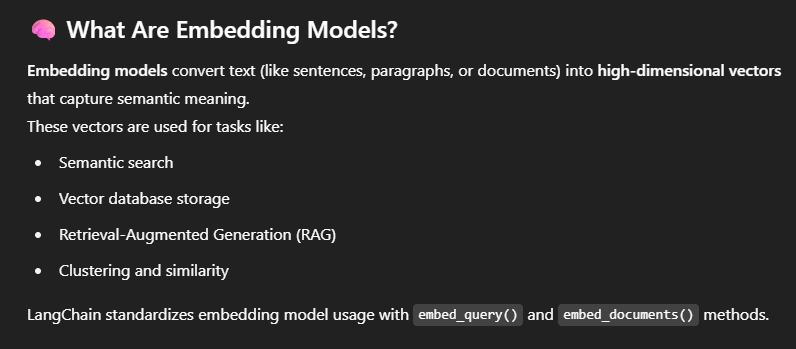 🧠 What Are Embedding Models?
Embedding models convert text (like sentences, paragraphs, or documents) into high-dimensional vectors
that capture semantic meaning.
These vectors are used for tasks like:
• Semantic search
• Vector database storage
• Retrieval-Augmented Generation (RAG)
• Clustering and similarity
LangChain standardizes embedding model usage with embed_query() and embed_documents() methods.